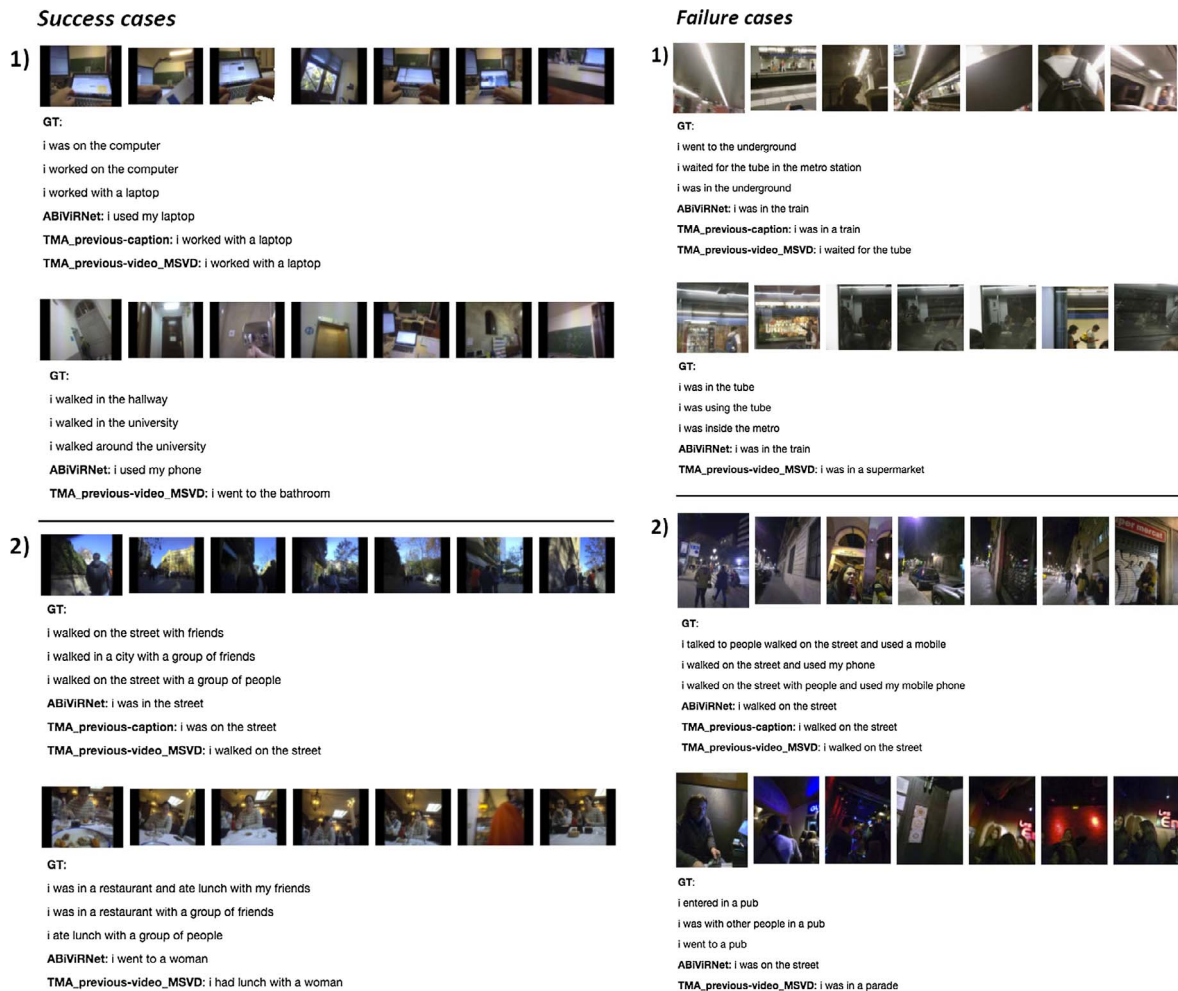 Success cases
1)
GT:
i was on the computer
i worked on the computer
i worked with a laptop
ABiViRNet: i used my laptop
TMA_previous-caption: i worked with a laptop
TMA_previous-video_MSVD: i worked with a laptop
GT:
i walked in the hallway
i walked in the university
i walked around the university
ABiViRNet: i used my phone
TMA_previous-video_MSVD: i went to the bathroom
2)
GT:
i walked on the street with friends
i walked in a city with a group of friends
i walked on the street with a group of people
ABiViRNet: i was in the street
TMA_previous-caption: i was on the street
TMA_previous-video_MSVD: i walked on the street
GT:
i was in a restaurant and ate lunch with my friends
i was in a restaurant with a group of friends
i ate lunch with a group of people
ABiViRNet: i went to a woman
TMA_previous-video_MSVD: i had lunch with a woman
Failure cases
1)
GT:
i went to the underground
i waited for the tube in the metro station
i was in the underground
ABiViRNet: i was in the train
TMA_previous-caption: i was in a train
TMA_previous-video_MSVD: i waited for the tube
GT:
i was in the tube
i was using the tube
i was inside the metro
ABiViRNet: i was in the train
TMA_previous-video_MSVD: i was in a supermarket
2)
per mercat
GT:
i talked to people walked on the street and used a mobile
i walked on the street and used my phone
i walked on the street with people and used my mobile phone
ABiViRNet: i walked on the street
TMA_previous-caption: i walked on the street
TMA_previous-video_MSVD: i walked on the street
GT:
i entered in a pub
i was with other people in a pub
i went to a pub
ABiViRNet: i was on the street
TMA_previous-video_MSVD: i was in a parade